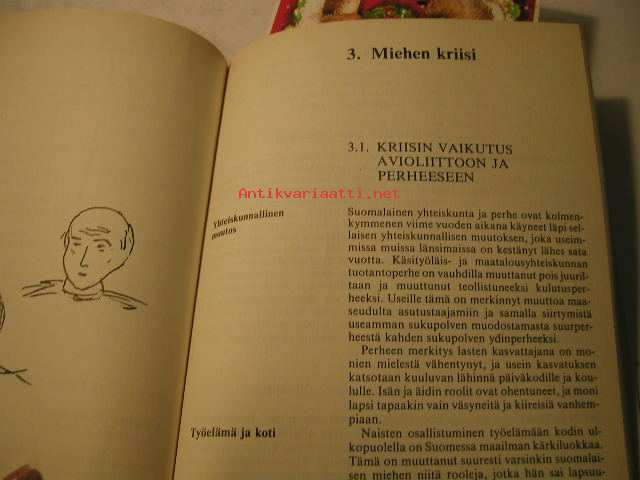 3. Miehen kriisi
3.1. KRIISIN VAIKUTUS
AVIOLIITTOON JA
PERHEESEEN
Antikvariaatti.net
Yhteiskunnallinen
muutos
Suomalainen yhteiskunta ja perhe ovat kolmen-
kymmenen viime vuoden aikana käyneet läpi sel-
laisen yhteiskunnallisen muutoksen, joka useim-
missa muissa länsimaissa on kestänyt lähes sata
vuotta. Käsityöläis- ja maatalousyhteiskunnan
tuotantoperhe on vauhdilla muuttanut pois juuril-
taan ja muuttunut teollistuneeksi kulutusper-
heeksi. Useille tämä on merkinnyt muuttoa maa-
seudulta asutustaajamiin ja samalla siirtymistä
useamman sukupolven muodostamasta suurper-
heestä kahden sukupolven ydinperheeksi.
Perheen merkitys lasten kasvattajana on mo-
nien mielestä vähentynyt, ja usein kasvatuksen
katsotaan kuuluvan lähinnä päiväkodille ja kou-
lulle. Isän ja äidin roolit ovat ohentuneet, ja moni
lapsi tapaakin vain väsyneitä ja kiireisiä vanhem-
piaan.
Työelämä ja koti
Naisten osallistuminen työelämään kodin ul-
kopuolella on Suomessa maailman kärkiluokkaa.
Tämä on muuttanut suuresti varsinkin suomalai-
sen miehen niitä rooleja, jotka hän sai lapsuu-